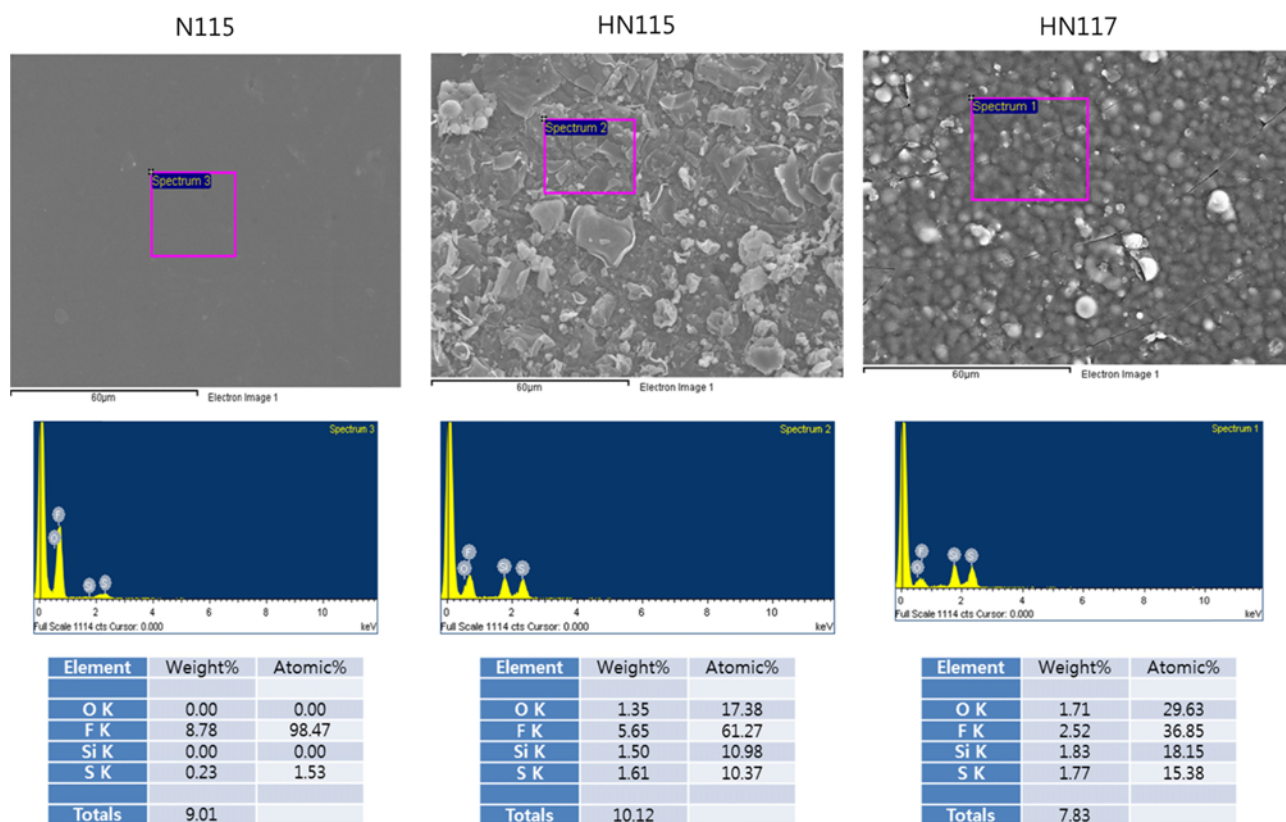 N115 HN115 HN117
Spectrum 3
Spectrum 2
Spectrum 1
60µm Electron Image 1
60µm Electron Image 1
60µm Electron Image 1
Spectrum 3
F
O
Si S
0 2 4 6 8 10
Full Scale 1114 cts Cursor: 0.000 keV
Spectrum 2
F
O Si S
0 2 4 6 8 10
Full Scale 1114 cts Cursor: 0.000 keV
Spectrum 1
F
O Si S
0 2 4 6 8 10
Full Scale 1114 cts Cursor: 0.000 keV
Element Weight% Atomic%
O K 0.00 0.00
F K 8.78 98.47
Si K 0.00 0.00
S K 0.23 1.53
Totals 9.01
Element Weight% Atomic%
O K 1.35 17.38
F K 5.65 61.27
Si K 1.50 10.98
S K 1.61 10.37
Totals 10.12
Element Weight% Atomic%
O K 1.71 29.63
F K 2.52 36.85
Si K 1.83 18.15
S K 1.77 15.38
Totals 7.83